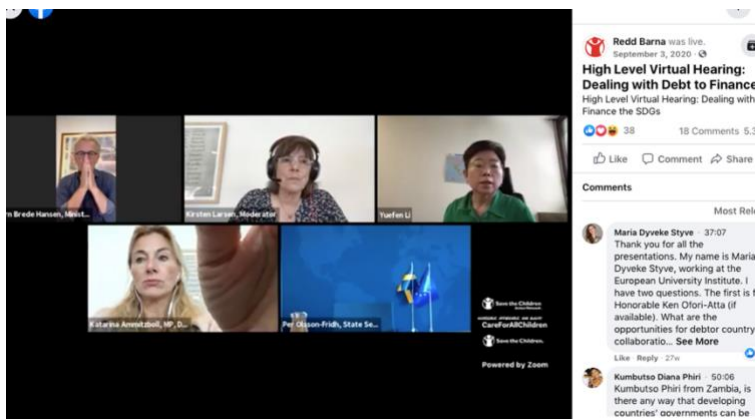 Redd Barna was live.
September 3, 2020 ·
High Level Virtual Hearing:
Dealing with Debt to Finance
High Level Virtual Hearing: Dealing with
Finance the SDGs
38
18 Comments 5.3
Like Comment Share
Comments
Most Rele
Maria Dyveke Styve · 37:07
Thank you for all the
presentations. My name is Maria
Dyveke Styve, working at the
European University Institute. I
have two questions. The first is f
Honorable Ken Ofori-Atta (if
available). What are the
opportunities for debtor country
collaboratio... See More
Like · Reply · 27w
Kumbutso Diana Phiri · 50:06
Kumbutso Phiri from Zambia, is
there any way that developing
countries' governments can be
rn Brede Hansen, Minist...
Kirsten Larsen, Moderator
Yuefen Li
Katarina Ammitzbøll, MP, D...
Per Olsson-Fridh, State Se...
Save the Children
CareForAllChildren
Save the Children.
Powered by Zoom